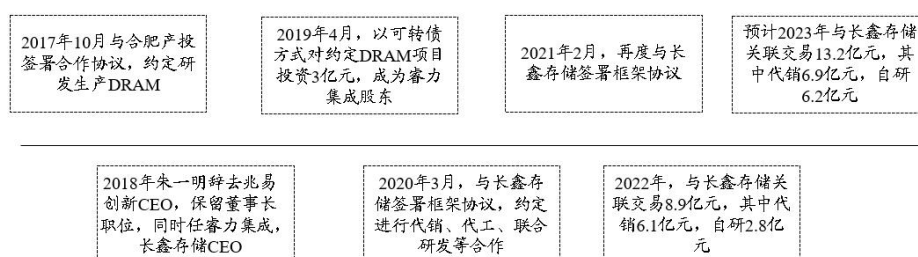 2017年10月与合肥产投
签署合作协议，约定研
发生产DRAM
2019年4月，以可转债
方式对约定DRAM项目
投资3亿元，成为睿力
集成股东
2021年2月，再度与长
鑫存储签署框架协议
预计2023年与长鑫存储
关联交易13.2亿元，其
中代销6.9亿元，自研
6.2亿元
2018年朱一明辞去兆易
创新CEO，保留董事长
职位，同时任睿力集成，
长鑫存储CEO
2020年3月，与长鑫存
储签署框架协议，约定
进行代销、代工、联合
研发等合作
2022年，与长鑫存储关
联交易8.9亿元，其中代
销6.1亿元，自研2.8亿
元